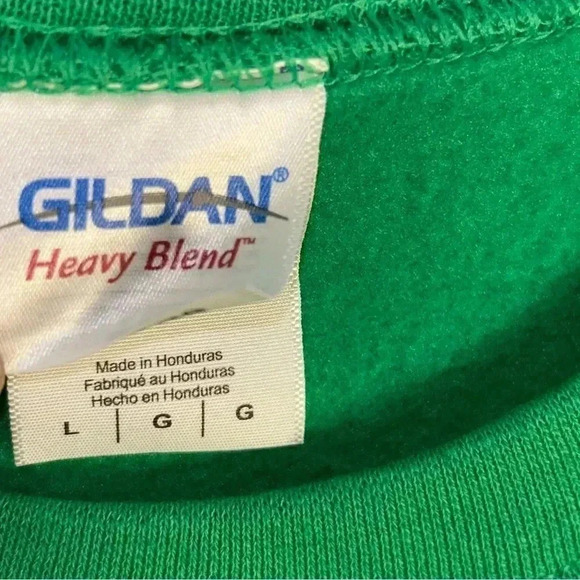 GILDAN®
Heavy Blend™
Made in Honduras
Fabriqué au Honduras
Hecho en Honduras
L | G | G